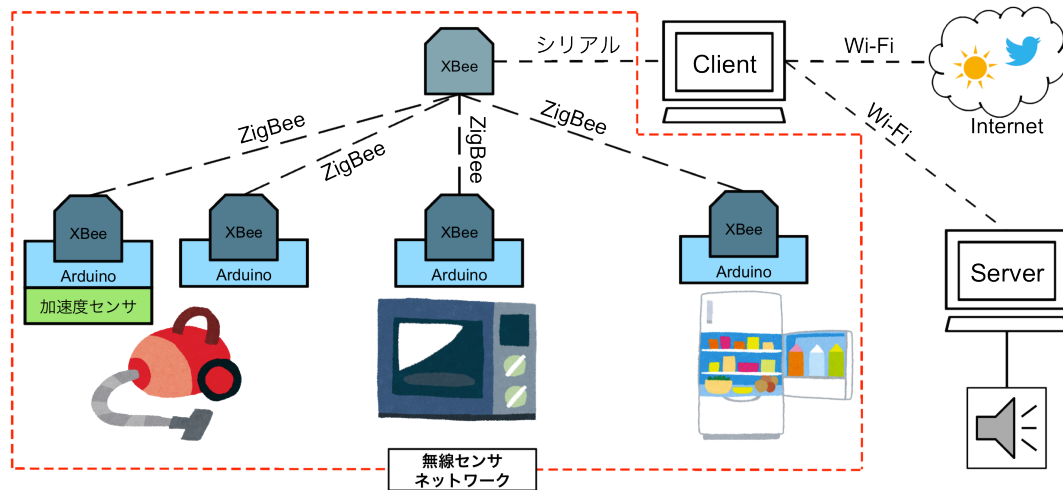 XBee
シリアル
Client
Wi-Fi
Internet
Wi-Fi
ZigBee
ZigBee
ZigBee
ZigBee
XBee
Arduino
加速度センサ
XBee
Arduino
XBee
Arduino
XBee
Arduino
Server
無線センサ
ネットワーク